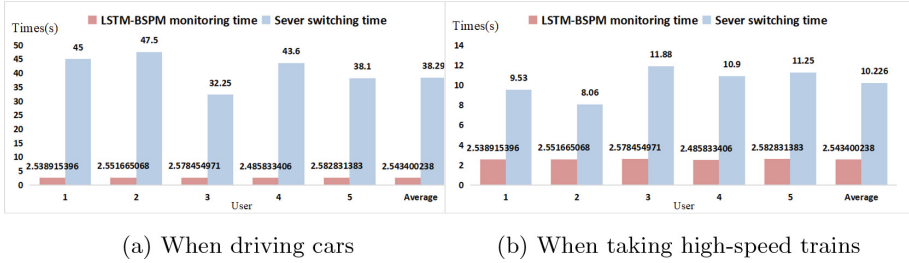 LSTM-BSPM monitoring time Sever switching time
Times(s)
50
45
40
35
30
25
20
15
10
5
0
45
47.5
32.25
43.6
38.1
38.29
2.538915396 2.551665068 2.578454971 2.485833406 2.582831383 2.543400238
1 2 3 4 5 Average
User
(a) When driving cars
LSTM-BSPM monitoring time Sever switching time
Times(s)
14
12
10
8
6
4
2
0
9.53
8.06
11.88
10.9
11.25
10.226
2.538915396 2.551665068 2.578454971 2.485833406 2.582831383 2.543400238
1 2 3 4 5 Average
User
(b) When taking high-speed trains